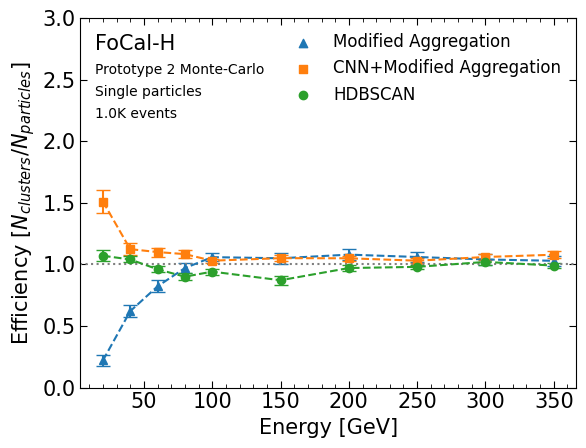 FoCal-H
Prototype 2 Monte-Carlo
Single particles
1.0K events
Modified Aggregation
CNN+Modified Aggregation
HDBSCAN
Efficiency [N_clusters/N_particles]
3.0
2.5
2.0
1.5
1.0
0.5
0.0
50 100 150 200 250 300 350
Energy [GeV]